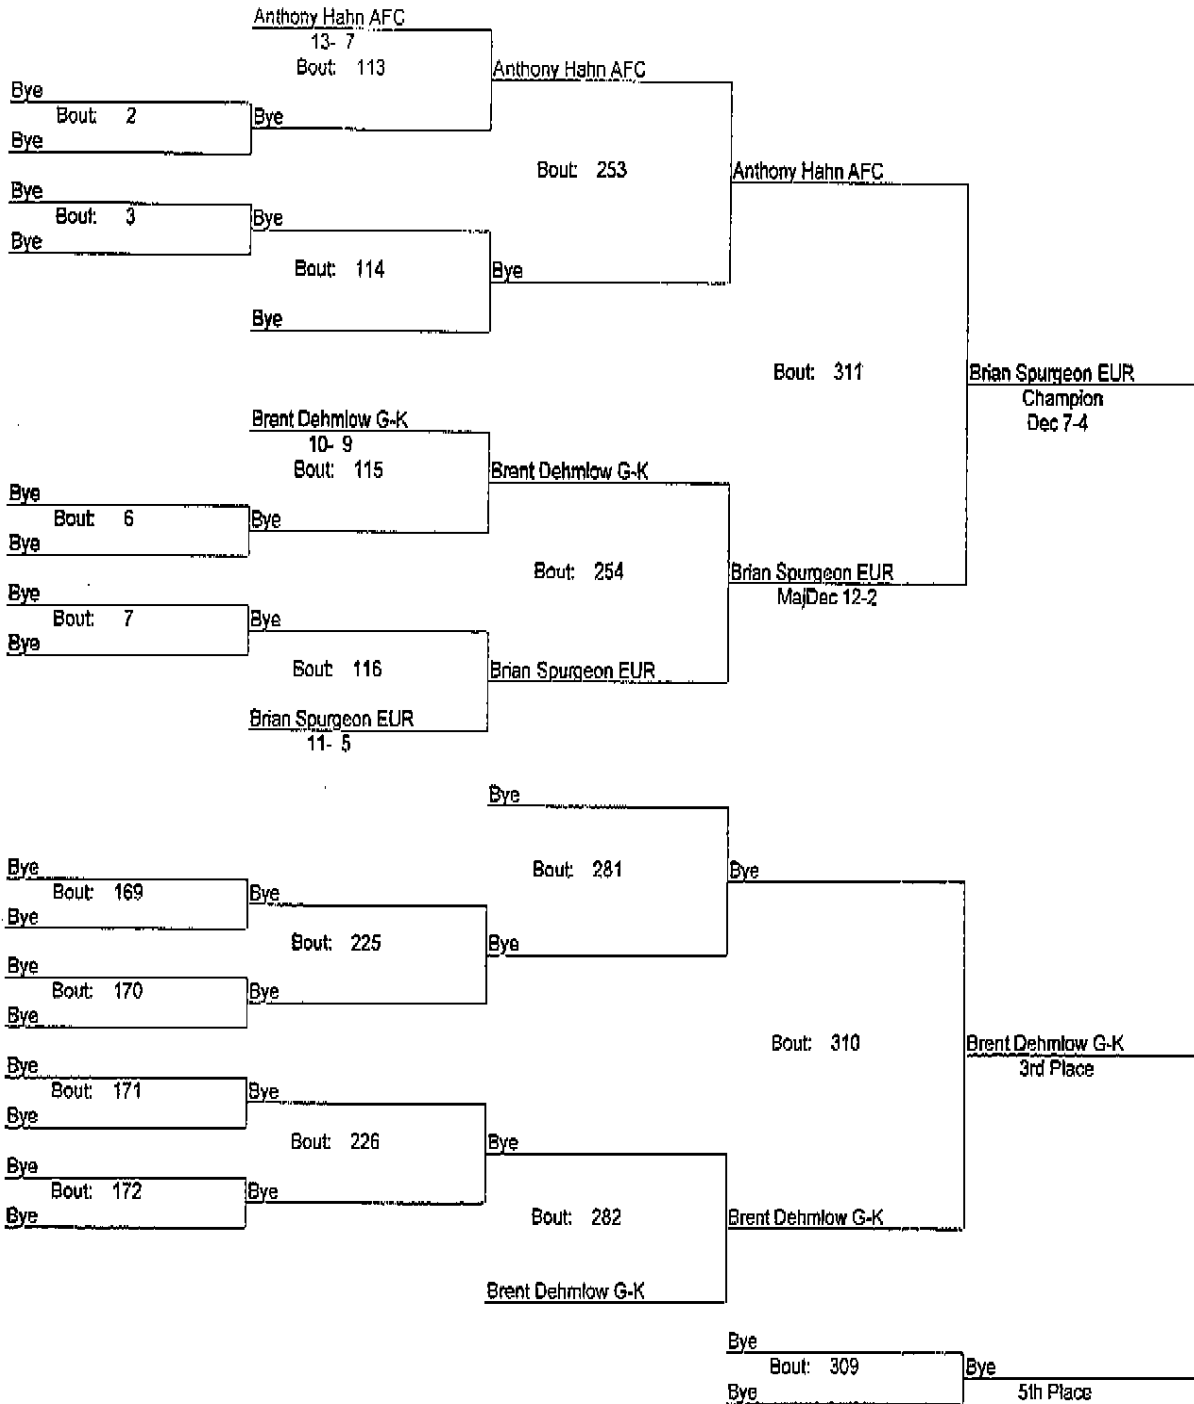 Anthony Hahn AFC
13- 7
Bout: 113
Anthony Hahn AFC
Bye
Bout: 2
Bye
Bye
Bout: 253
Anthony Hahn AFC
Bye
Bout: 3
Bye
Bye
Bout: 114
Bye
Bye
Bout: 311
Brian Spurgeon EUR
Champion
Dec 7-4
Brent Dehmlow G-K
10- 9
Bout: 115
Brent Dehmlow G-K
Bye
Bout: 6
Bye
Bye
Bout: 254
Brian Spurgeon EUR
MajDec 12-2
Bye
Bout: 7
Bye
Bye
Bout: 116
Brian Spurgeon EUR
Brian Spurgeon EUR
11- 5
Bye
Bout: 281
Bye
Bye
Bout: 169
Bye
Bye
Bout: 225
Bye
Bye
Bout: 170
Bye
Bye
Bout: 310
Brent Dehmlow G-K
3rd Place
Bye
Bout: 171
Bye
Bye
Bout: 226
Bye
Bye
Bout: 172
Bye
Bye
Bout: 282
Brent Dehmlow G-K
Brent Dehmlow G-K
Bye
Bout: 309
Bye
Bye
5th Place